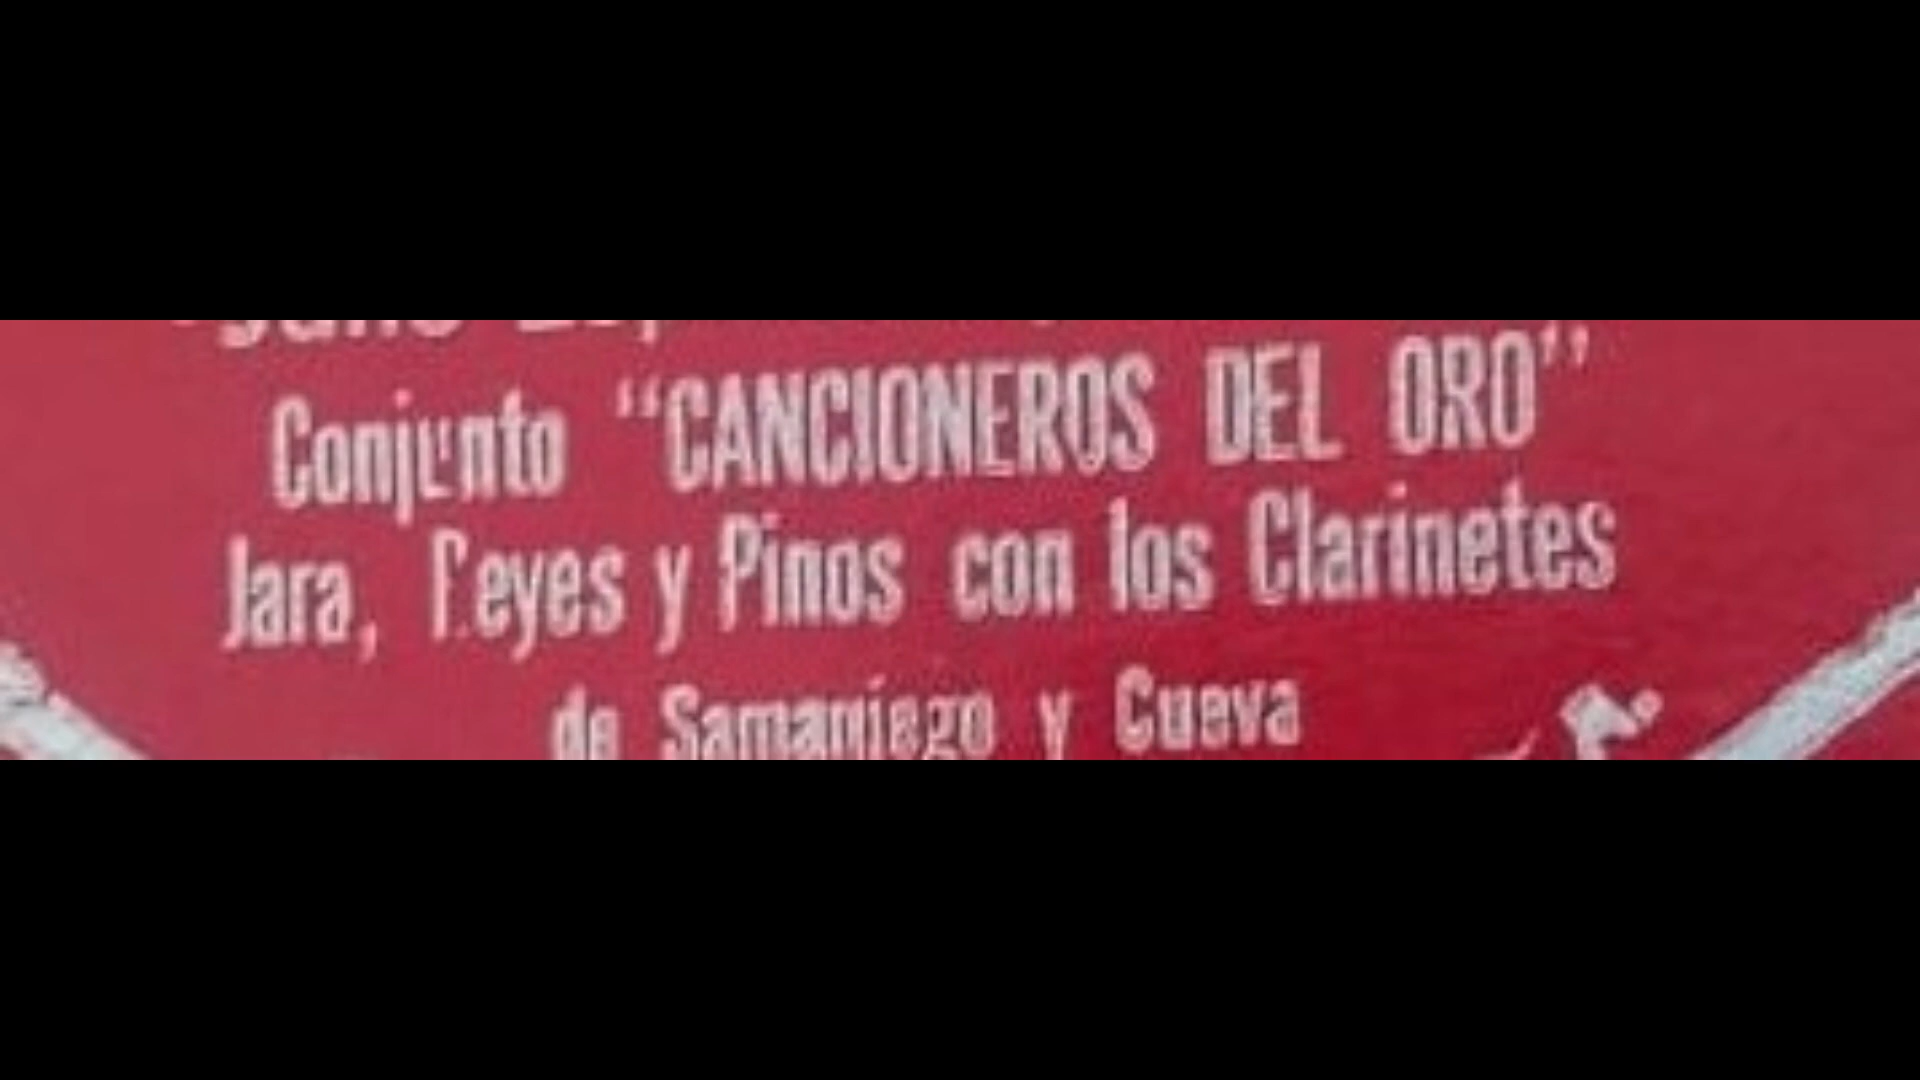 Conjunto "CANCIONEROS DEL ORO"
Jara, Reyes y Pinos con los Clarinetes
de Samaniego y Cueva